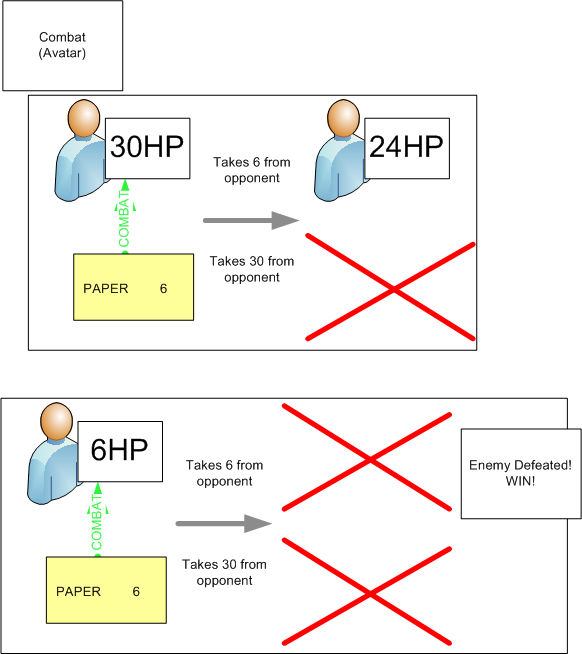 Combat
(Avatar)
30HP
24HP
Takes 6 from
opponent
COMBAT
Takes 30 from
opponent
PAPER 6
6HP
Takes 6 from
opponent
Enemy Defeated!
WIN!
COMBAT
Takes 30 from
opponent
PAPER 6